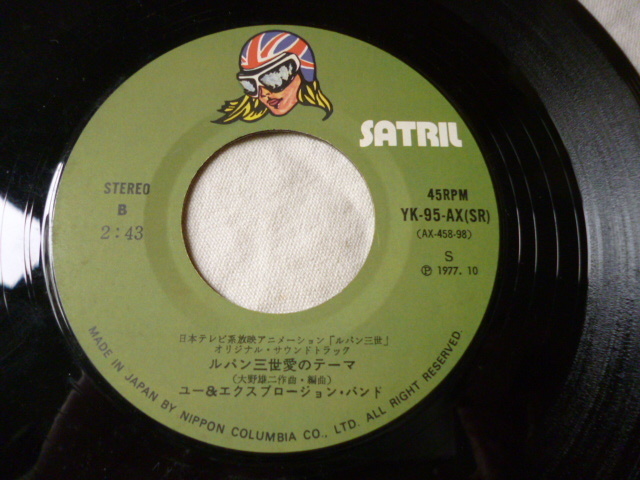 SATRIL
STEREO
B
2:43
45RPM
YK-95-AX(SR)
(AX-458-98)
S
Ⓟ 1977. 10
日本テレビ系放映アニメーション「ルパン三世」
オリジナル・サウンドトラック
ルパン三世愛のテーマ
(大野雄二作曲・編曲)
ユー&エクスプロージョン・バンド
MADE IN JAPAN BY NIPPON COLUMBIA CO., LTD. ALL RIGHT RESERVED.